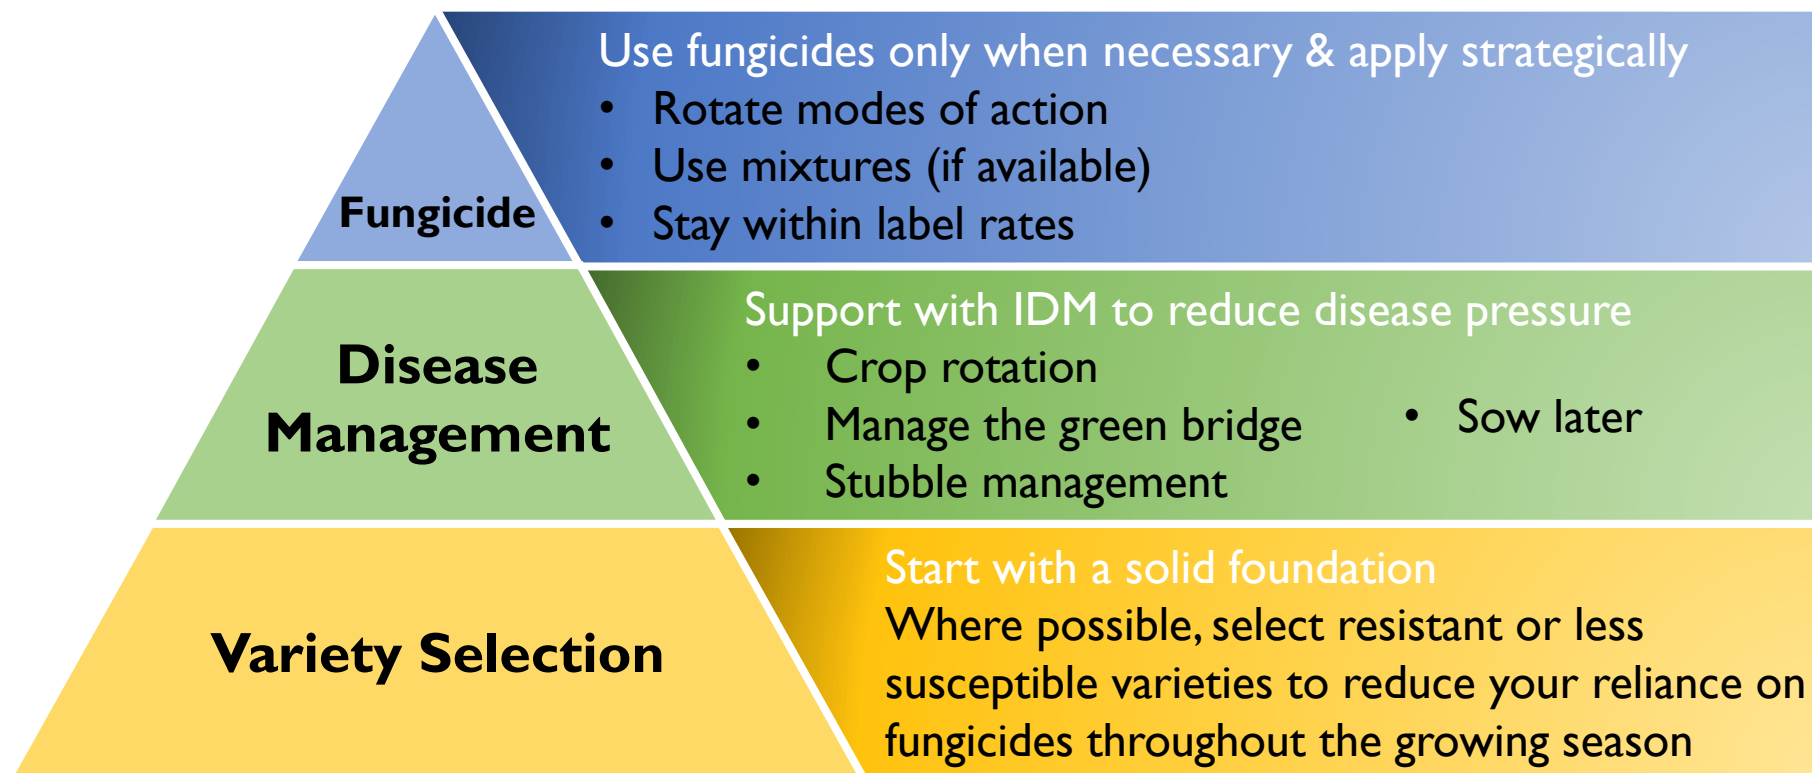 Use fungicides only when necessary & apply strategically
• Rotate modes of action
• Use mixtures (if available)
• Stay within label rates
Fungicide
Support with IDM to reduce disease pressure
• Crop rotation
• Manage the green bridge
• Stubble management
• Sow later
Disease
Management
Start with a solid foundation
Where possible, select resistant or less
susceptible varieties to reduce your reliance on
fungicides throughout the growing season
Variety Selection